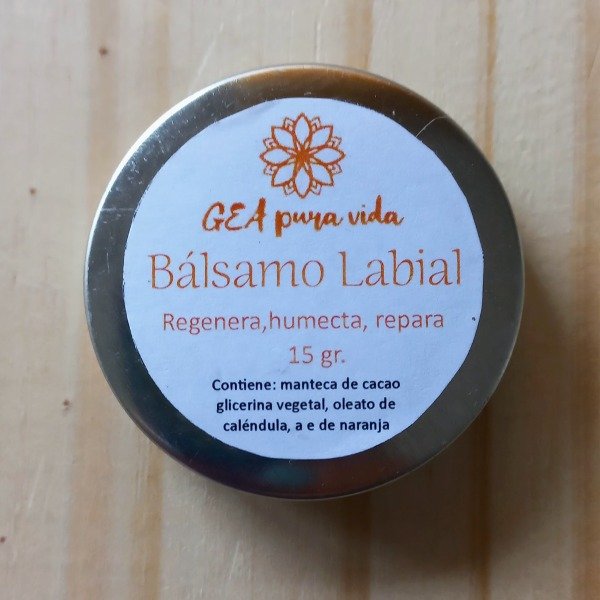 GEA pura vida
Bálsamo Labial
Regenera,humecta, repara
15 gr.
Contiene: manteca de cacao
glicerina vegetal, oleato de
caléndula, a e de naranja